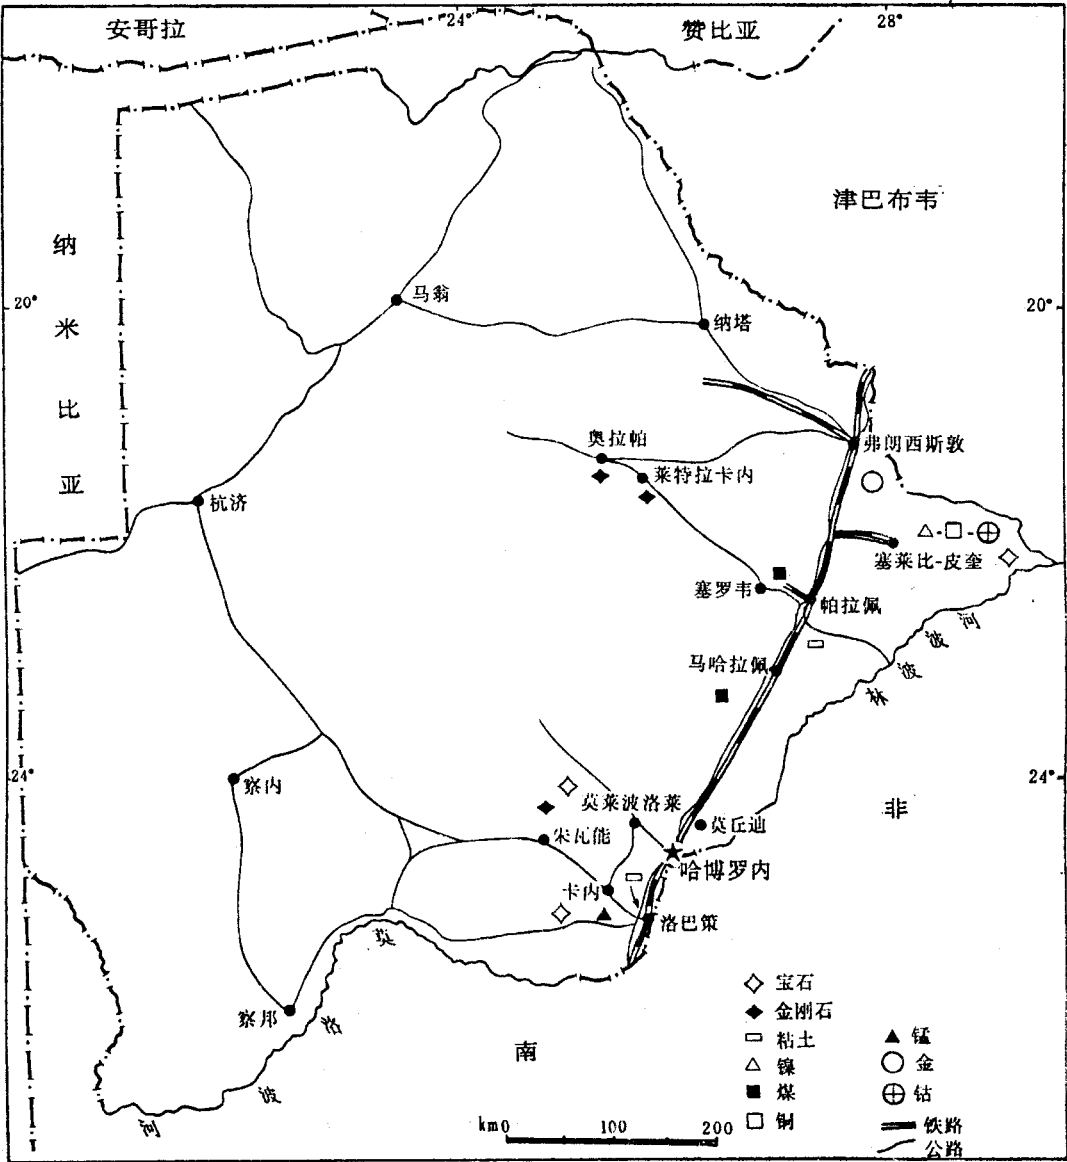 24°
28°
安哥拉
赞比亚
津巴布韦
纳
米
比
亚
20°
20°
马翁
纳塔
奥拉帕
莱特拉卡内
弗朗西斯敦
杭济
塞莱比-皮奎
塞罗韦
帕拉佩
马哈拉佩
林
波
波
河
24°
24°
察内
莫莱波洛莱
朱瓦能
莫丘迪
哈博罗内
卡内
洛巴策
非
南
察邦
莫
洛
波
河
宝石
金刚石
粘土
镍
煤
铜
锰
金
钴
铁路
公路
km0 100 200